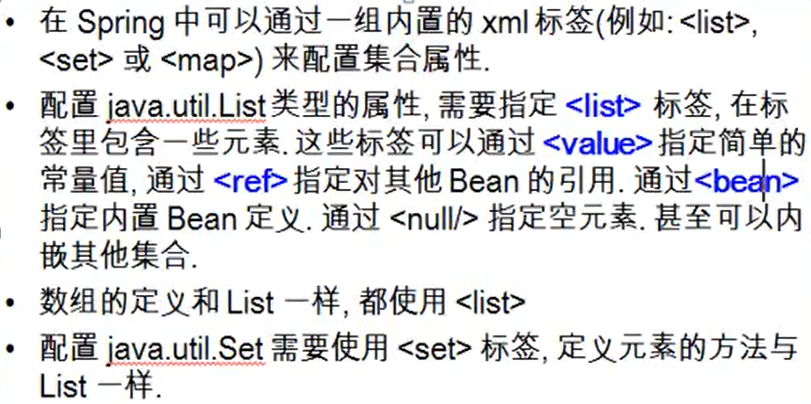 • 在 Spring 中可以通过一组内置的 xml 标签(例如: <list>,
<set> 或 <map>) 来配置集合属性.
• 配置 java.util.List 类型的属性, 需要指定 <list> 标签, 在标
签里包含一些元素. 这些标签可以通过 <value> 指定简单的
常量值, 通过 <ref> 指定对其他 Bean 的引用. 通过<bean>
指定内置 Bean 定义. 通过 <null/> 指定空元素. 甚至可以内
嵌其他集合.
• 数组的定义和 List 一样, 都使用 <list>
• 配置 java.util.Set 需要使用 <set> 标签, 定义元素的方法与
List 一样.